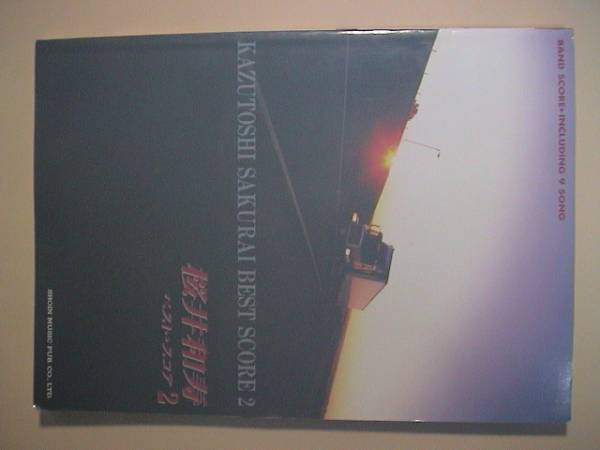 BAND SCORE・INCLUDING 9 SONG
KAZUTOSHI SAKURAI BEST SCORE 2
桜井和寿
ベスト・スコア 2
SHOIN MUSIC PUB. CO., LTD.